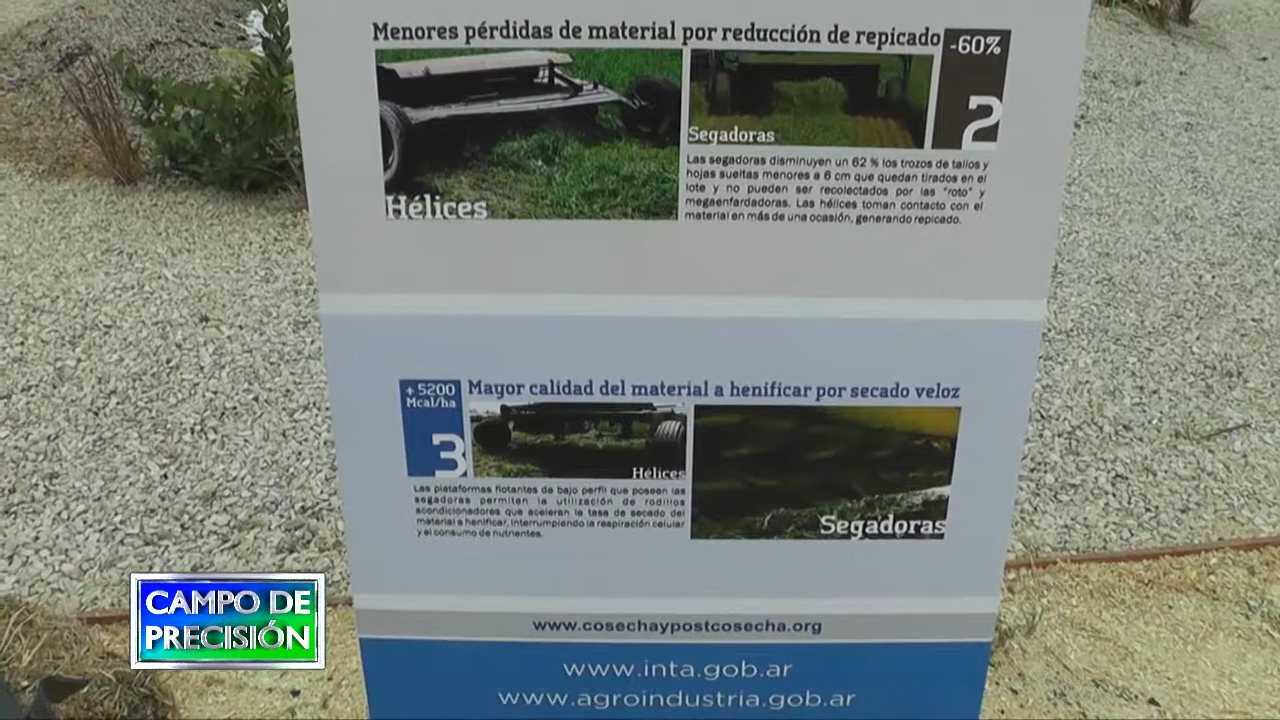 Menores pérdidas de material por reducción de repicado
-60%
2
Hélices
Segadoras
Las segadoras disminuyen un 62 % los trozos de tallos y
hojas sueltas menores a 6 cm que quedan tirados en el
lote y no pueden ser recolectados por las "roto" y
megaenfardadoras. Las hélices toman contacto con el
material en más de una ocasión, generando repicado.
+ 5200
Mcal/ha
3
Mayor calidad del material a henificar por secado veloz
Hélices
Segadoras
Las plataformas flotantes de bajo perfil que poseen las
segadoras permiten la utilización de rodillos
acondicionadores que aceleran la tasa de secado del
material a henificar, interrumpiendo la respiración celular
y el consumo de nutrientes.
www.cosechaypostcosecha.org
www.inta.gob.ar
www.agroindustria.gob.ar
CAMPO DE
PRECISIÓN